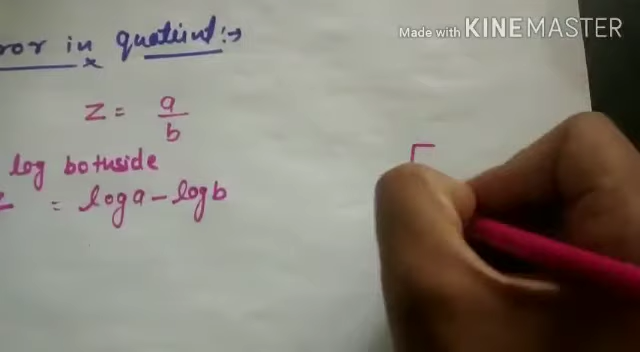 ror in quotient :→
Made with KINEMASTER
z = a
b
log bothside
z = log a - log b